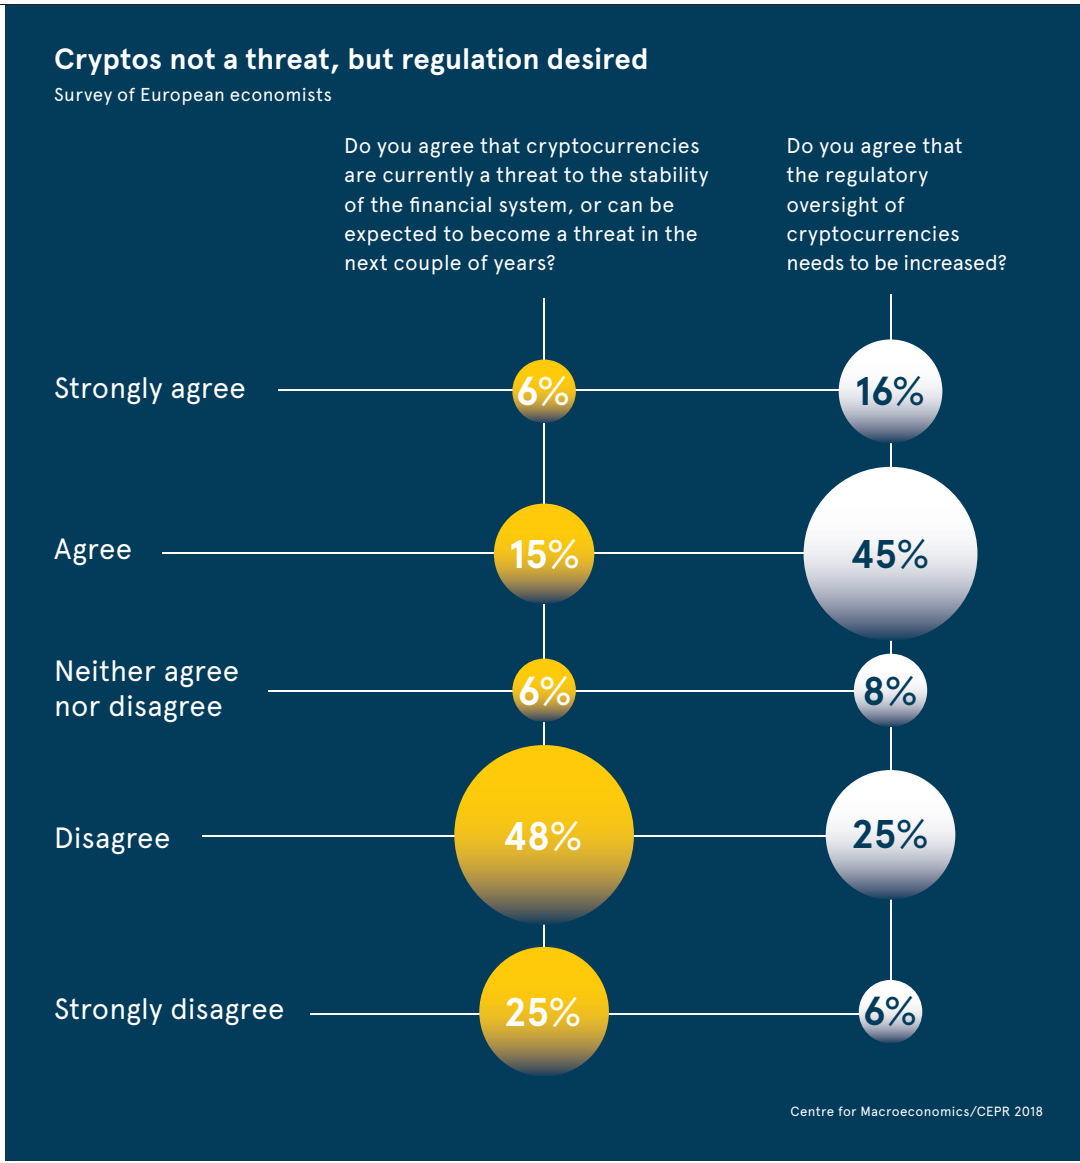 Cryptos not a threat, but regulation desired
Survey of European economists
Do you agree that cryptocurrencies
are currently a threat to the stability
of the financial system, or can be
expected to become a threat in the
next couple of years?
Do you agree that
the regulatory
oversight of
cryptocurrencies
needs to be increased?
Strongly agree
6%
16%
Agree
15%
45%
Neither agree
nor disagree
6%
8%
Disagree
48%
25%
Strongly disagree
25%
6%
Centre for Macroeconomics/CEPR 2018